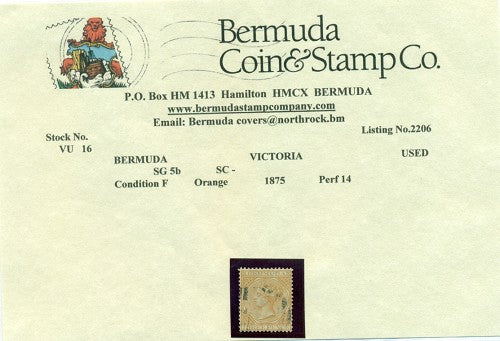 Bermuda
Coin&Stamp Co.
P.O. Box HM 1413 Hamilton HMCX BERMUDA
www.bermudastampcompany.com
Email: Bermuda covers@northrock.bm
Stock No. Listing No.2206
VU 16
BERMUDA VICTORIA USED
SG 5b SC -
Condition F Orange 1875 Perf 14